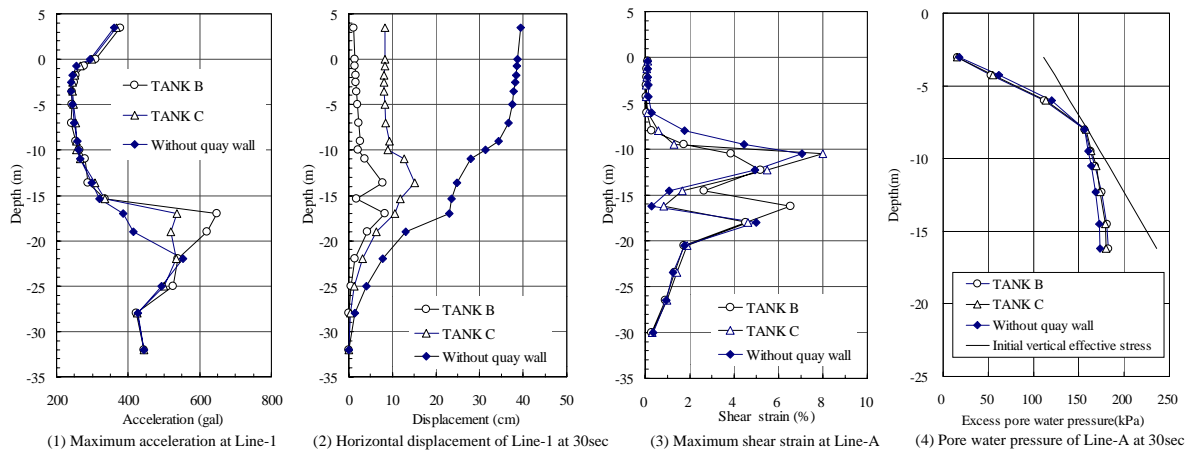 5
0
-5
-10
-15
-20
-25
-30
-35
Depth (m)
TANK B
TANK C
Without quay wall
200
400
600
800
Acceleration (gal)
(1) Maximum acceleration at Line-1
5
0
-5
-10
-15
-20
-25
-30
-35
Depth (m)
TANK B
TANK C
Without quay wall
0
10
20
30
40
50
Displacement (cm)
(2) Horizontal displacement of Line-1 at 30sec
5
0
-5
-10
-15
-20
-25
-30
-35
Depth (m)
TANK B
TANK C
Without quay wall
0
2
4
6
8
10
Shear strain (%)
(3) Maximum shear strain at Line-A
5
0
-5
-10
-15
-25
Depth(m)
TANK B
TANK C
Without quay wall
Initial vertical effective stress
0
50
100
150
200
250
Excess pore water pressure(kPa)
(4) Pore water pressure of Line-A at 30sec